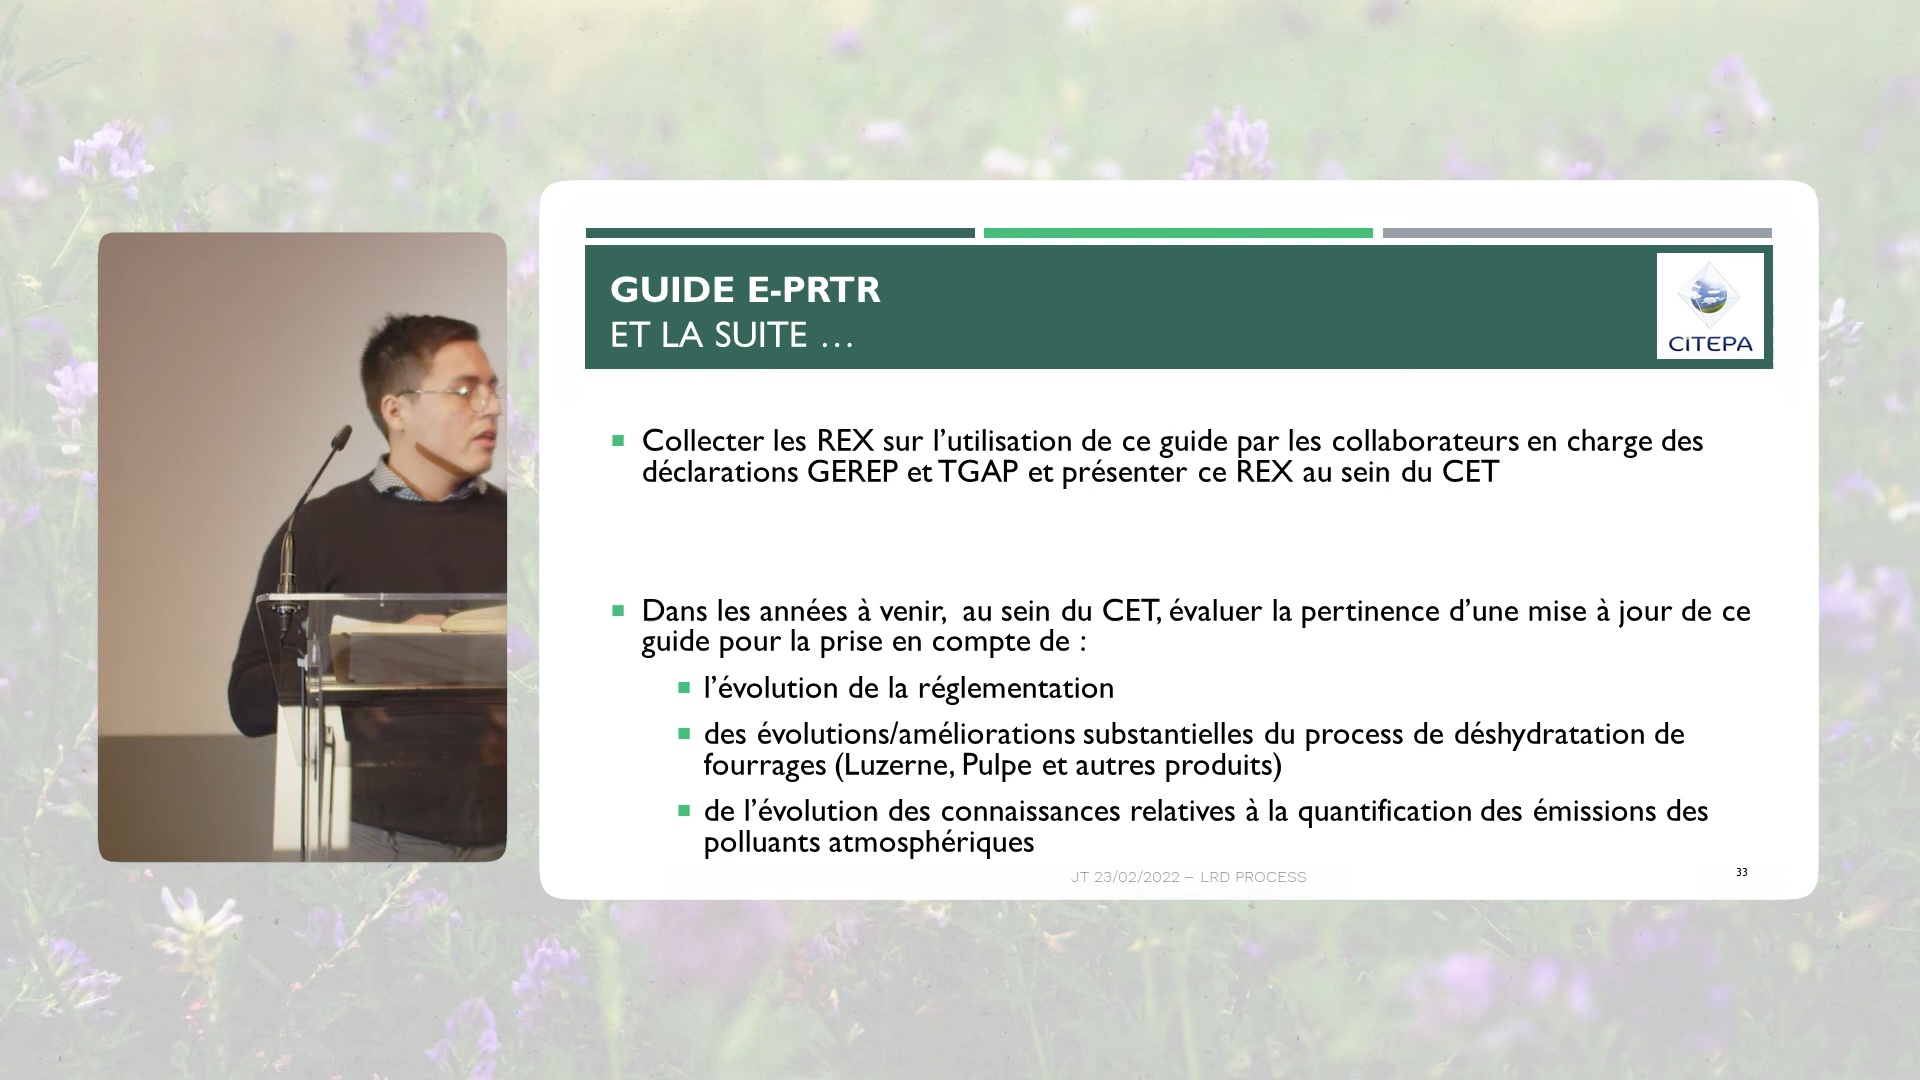 GUIDE E-PRTR
ET LA SUITE …
CiTEPA
Collecter les REX sur l’utilisation de ce guide par les collaborateurs en charge des
déclarations GEREP et TGAP et présenter ce REX au sein du CET
Dans les années à venir, au sein du CET, évaluer la pertinence d’une mise à jour de ce
guide pour la prise en compte de :
l’évolution de la réglementation
des évolutions/améliorations substantielles du process de déshydratation de
fourrages (Luzerne, Pulpe et autres produits)
de l’évolution des connaissances relatives à la quantification des émissions des
polluants atmosphériques
JT 23/02/2022 – LRD PROCESS
33